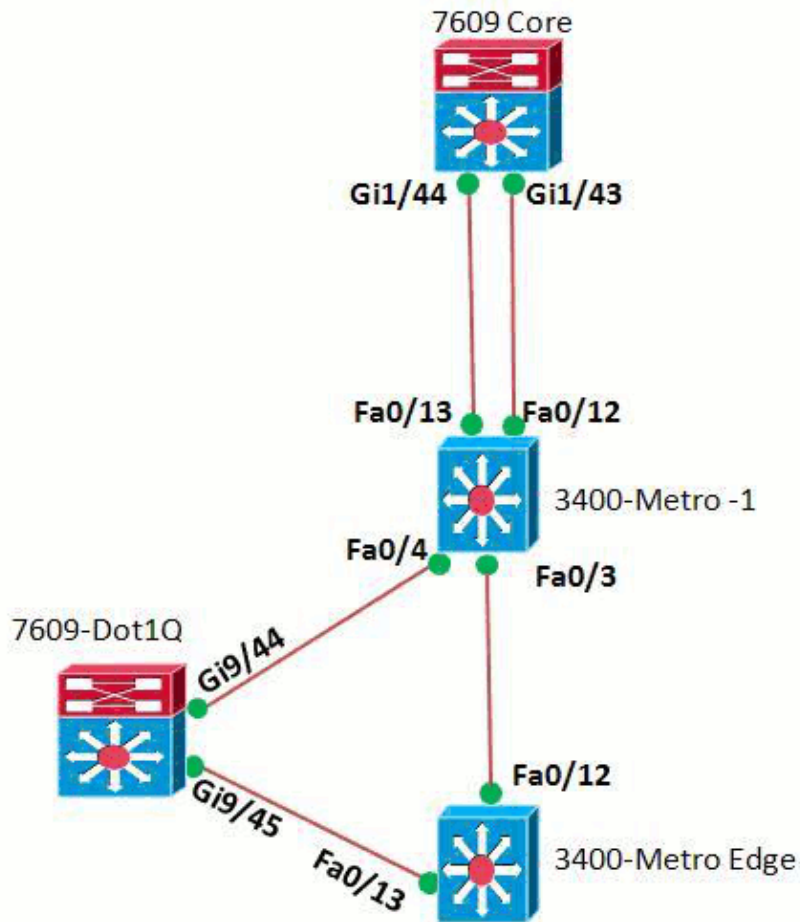 7609 Core
Gi1/44
Gi1/43
Fa0/13
Fa0/12
3400-Metro -1
Fa0/4
Fa0/3
7609-Dot1Q
Gi9/44
Fa0/12
Gi9/45
Fa0/13
3400-Metro Edge